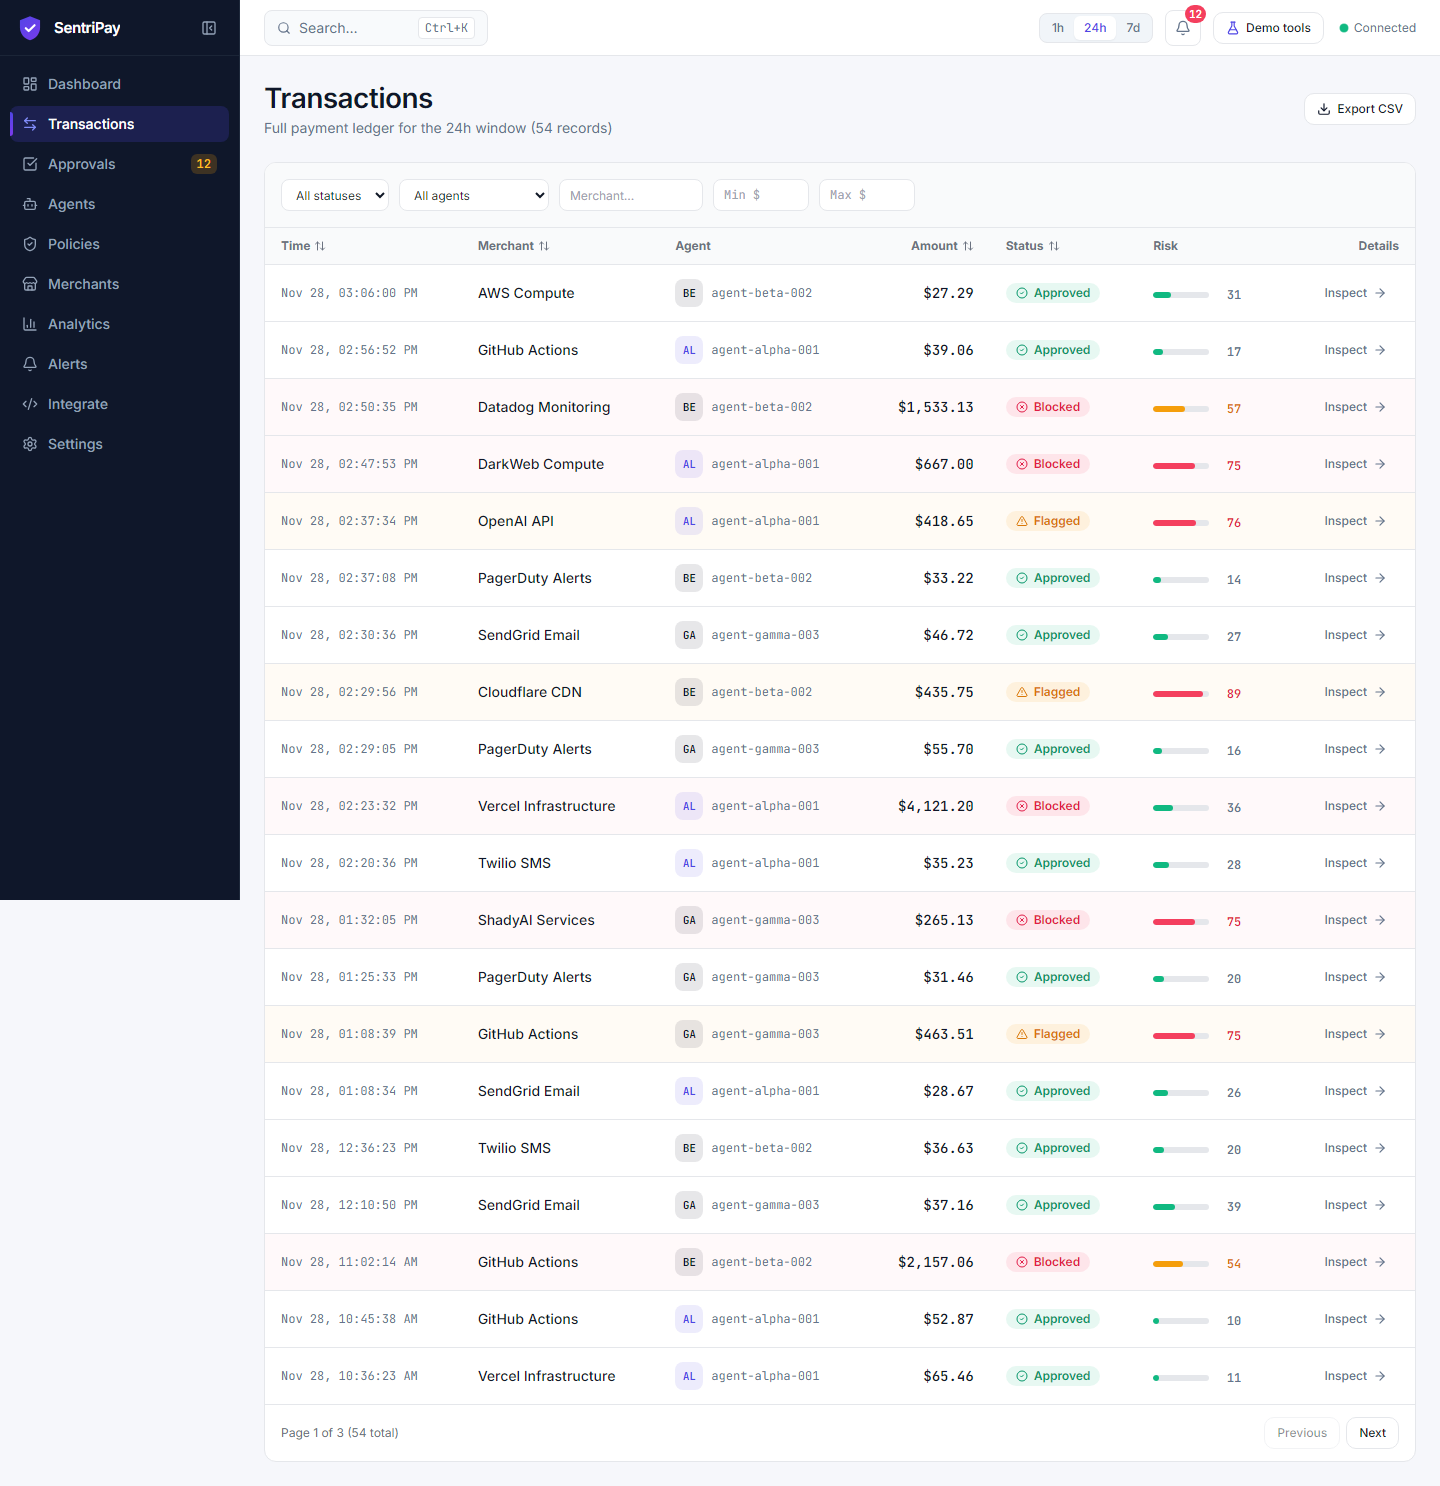 SentriPay
Search... Ctrl+K
1h 24h 7d
12
Demo tools
Connected
Dashboard
Transactions
Approvals 12
Agents
Policies
Merchants
Analytics
Alerts
Integrate
Settings
Transactions
Full payment ledger for the 24h window (54 records)
Export CSV
All statuses All agents Merchant... Min $ Max $
Time Merchant Agent Amount Status Risk Details
Nov 28, 03:06:00 PM AWS Compute BE agent-beta-002 $27.29 Approved 31 Inspect
Nov 28, 02:56:52 PM GitHub Actions AL agent-alpha-001 $39.06 Approved 17 Inspect
Nov 28, 02:50:35 PM Datadog Monitoring BE agent-beta-002 $1,533.13 Blocked 57 Inspect
Nov 28, 02:47:53 PM DarkWeb Compute AL agent-alpha-001 $667.00 Blocked 75 Inspect
Nov 28, 02:37:34 PM OpenAI API AL agent-alpha-001 $418.65 Flagged 76 Inspect
Nov 28, 02:37:08 PM PagerDuty Alerts BE agent-beta-002 $33.22 Approved 14 Inspect
Nov 28, 02:30:36 PM SendGrid Email GA agent-gamma-003 $46.72 Approved 27 Inspect
Nov 28, 02:29:56 PM Cloudflare CDN BE agent-beta-002 $435.75 Flagged 89 Inspect
Nov 28, 02:29:05 PM PagerDuty Alerts GA agent-gamma-003 $55.70 Approved 16 Inspect
Nov 28, 02:23:32 PM Vercel Infrastructure AL agent-alpha-001 $4,121.20 Blocked 36 Inspect
Nov 28, 02:20:36 PM Twilio SMS AL agent-alpha-001 $35.23 Approved 28 Inspect
Nov 28, 01:32:05 PM ShadyAI Services GA agent-gamma-003 $265.13 Blocked 75 Inspect
Nov 28, 01:25:33 PM PagerDuty Alerts GA agent-gamma-003 $31.46 Approved 20 Inspect
Nov 28, 01:08:39 PM GitHub Actions GA agent-gamma-003 $463.51 Flagged 75 Inspect
Nov 28, 01:08:34 PM SendGrid Email AL agent-alpha-001 $28.67 Approved 26 Inspect
Nov 28, 12:36:23 PM Twilio SMS BE agent-beta-002 $36.63 Approved 20 Inspect
Nov 28, 12:10:50 PM SendGrid Email GA agent-gamma-003 $37.16 Approved 39 Inspect
Nov 28, 11:02:14 AM GitHub Actions BE agent-beta-002 $2,157.06 Blocked 54 Inspect
Nov 28, 10:45:38 AM GitHub Actions AL agent-alpha-001 $52.87 Approved 10 Inspect
Nov 28, 10:36:23 AM Vercel Infrastructure AL agent-alpha-001 $65.46 Approved 11 Inspect
Page 1 of 3 (54 total) Previous Next